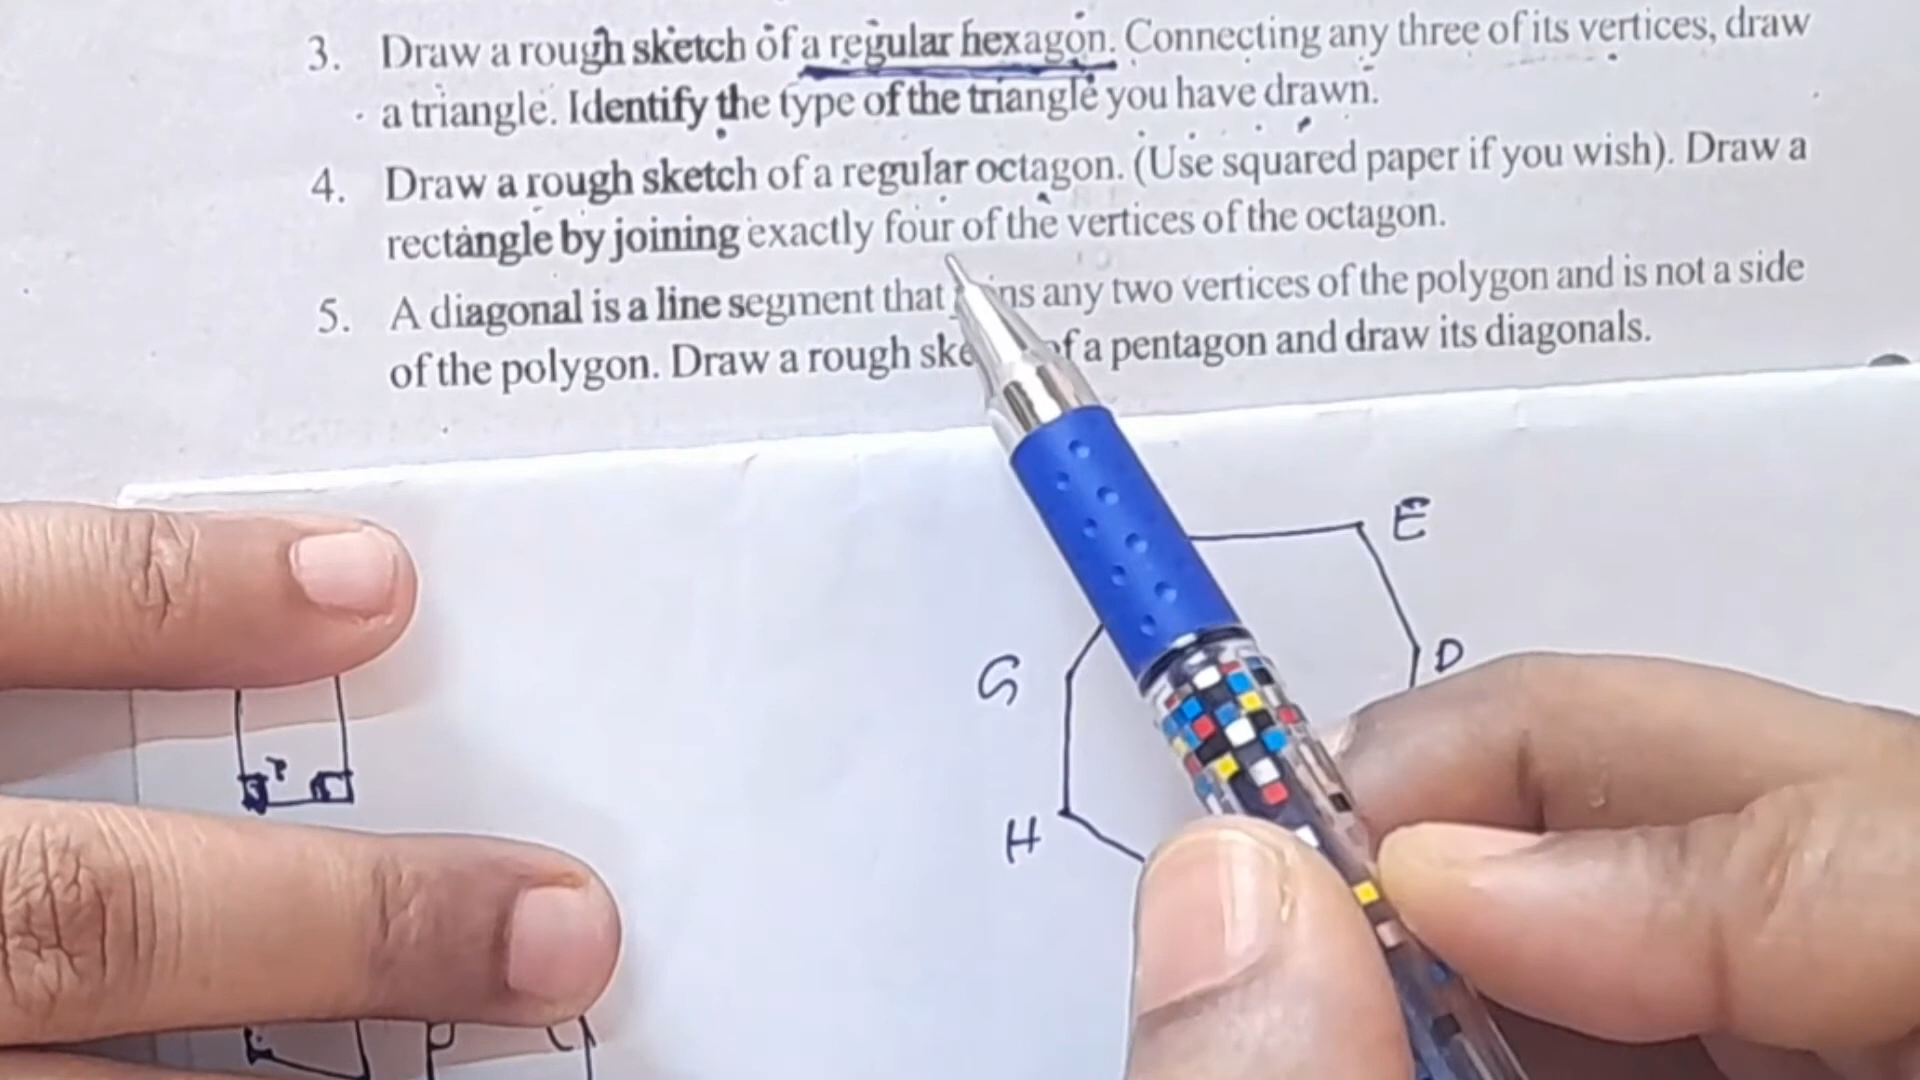 3. Draw a rough sketch of a regular hexagon. Connecting any three of its vertices, draw
a triangle. Identify the type of the triangle you have drawn.
4. Draw a rough sketch of a regular octagon. (Use squared paper if you wish). Draw a
rectangle by joining exactly four of the vertices of the octagon.
5. A diagonal is a line segment that any two vertices of the polygon and is not a side
of the polygon. Draw a rough of a pentagon and draw its diagonals.
E
D
G
H